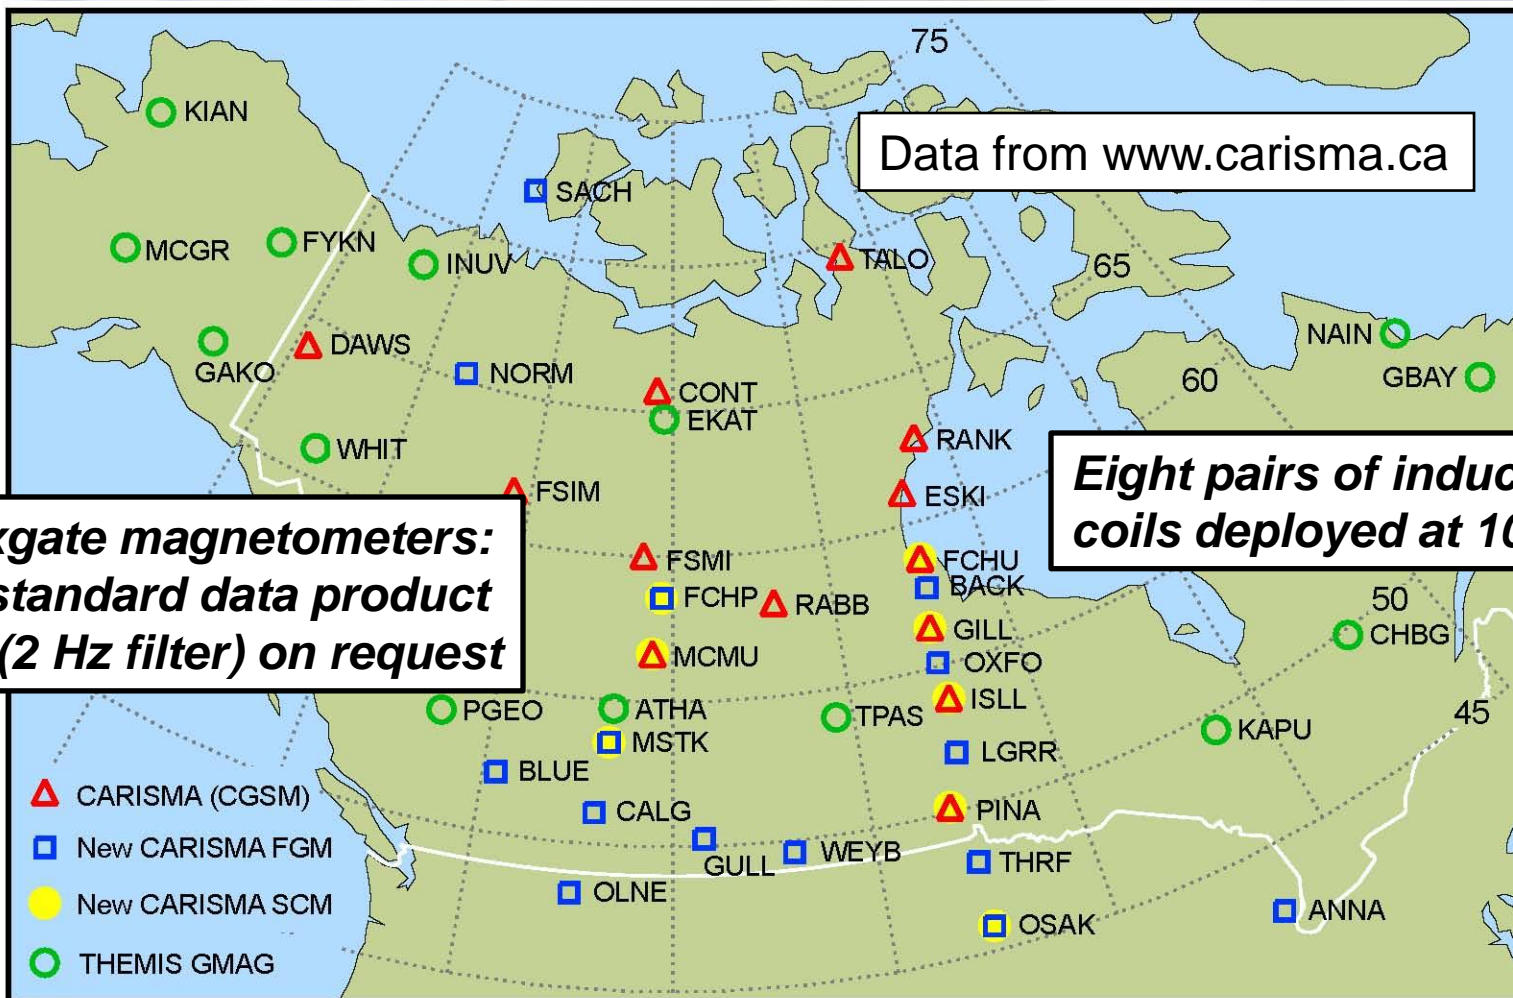 75
KIAN
Data from www.carisma.ca
SACH
MCGR
FYKN
INUV
TALO
65
NAIN
DAWS
GAKO
NORM
CONT
EKAT
60
GBAY
WHIT
RANK
FSIM
ESKI
Eight pairs of induc
coils deployed at 10
kgate magnetometers:
standard data product
(2 Hz filter) on request
FSMI
FCHP
RABB
FCHU
BACK
GILL
50
CHBG
MCMU
OXFO
ISLL
PGEO
ATHA
TPAS
45
KAPU
MSTK
LGRR
BLUE
CARISMA (CGSM)
CALG
PINA
New CARISMA FGM
GULL
WEYB
THRF
OLNE
New CARISMA SCM
OSAK
ANNA
THEMIS GMAG